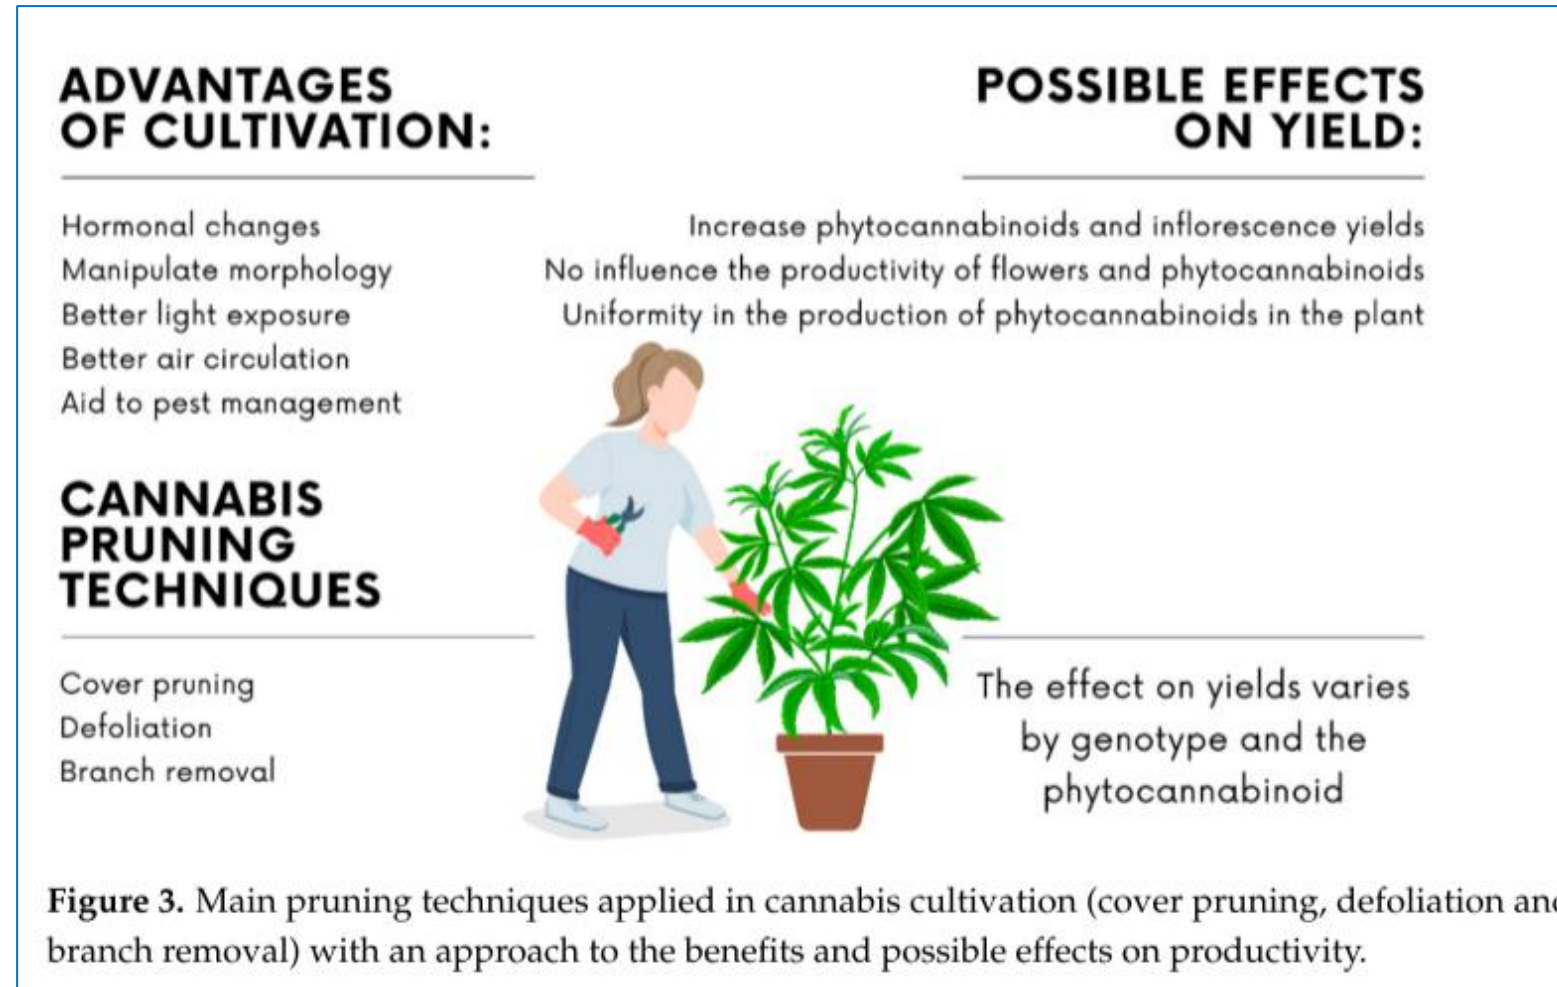 ADVANTAGES
OF CULTIVATION:
Hormonal changes
Manipulate morphology
Better light exposure
Better air circulation
Aid to pest management
POSSIBLE EFFECTS
ON YIELD:
Increase phytocannabinoids and inflorescence yields
No influence the productivity of flowers and phytocannabinoids
Uniformity in the production of phytocannabinoids in the plant
CANNABIS
PRUNING
TECHNIQUES
Cover pruning
Defoliation
Branch removal
The effect on yields varies
by genotype and the
phytocannabinoid
Figure 3. Main pruning techniques applied in cannabis cultivation (cover pruning, defoliation
branch removal) with an approach to the benefits and possible effects on productivity.